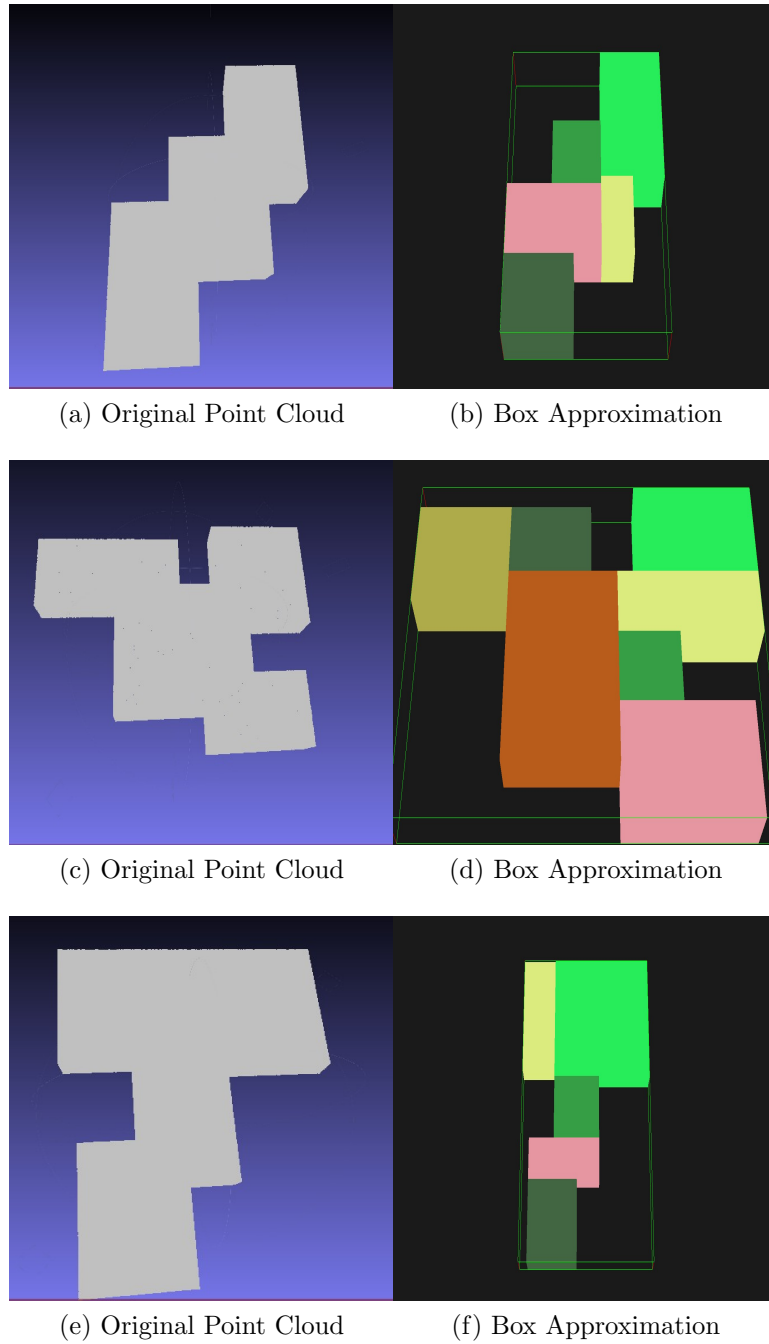 (a) Original Point Cloud
(b) Box Approximation
(c) Original Point Cloud
(d) Box Approximation
(e) Original Point Cloud
(f) Box Approximation